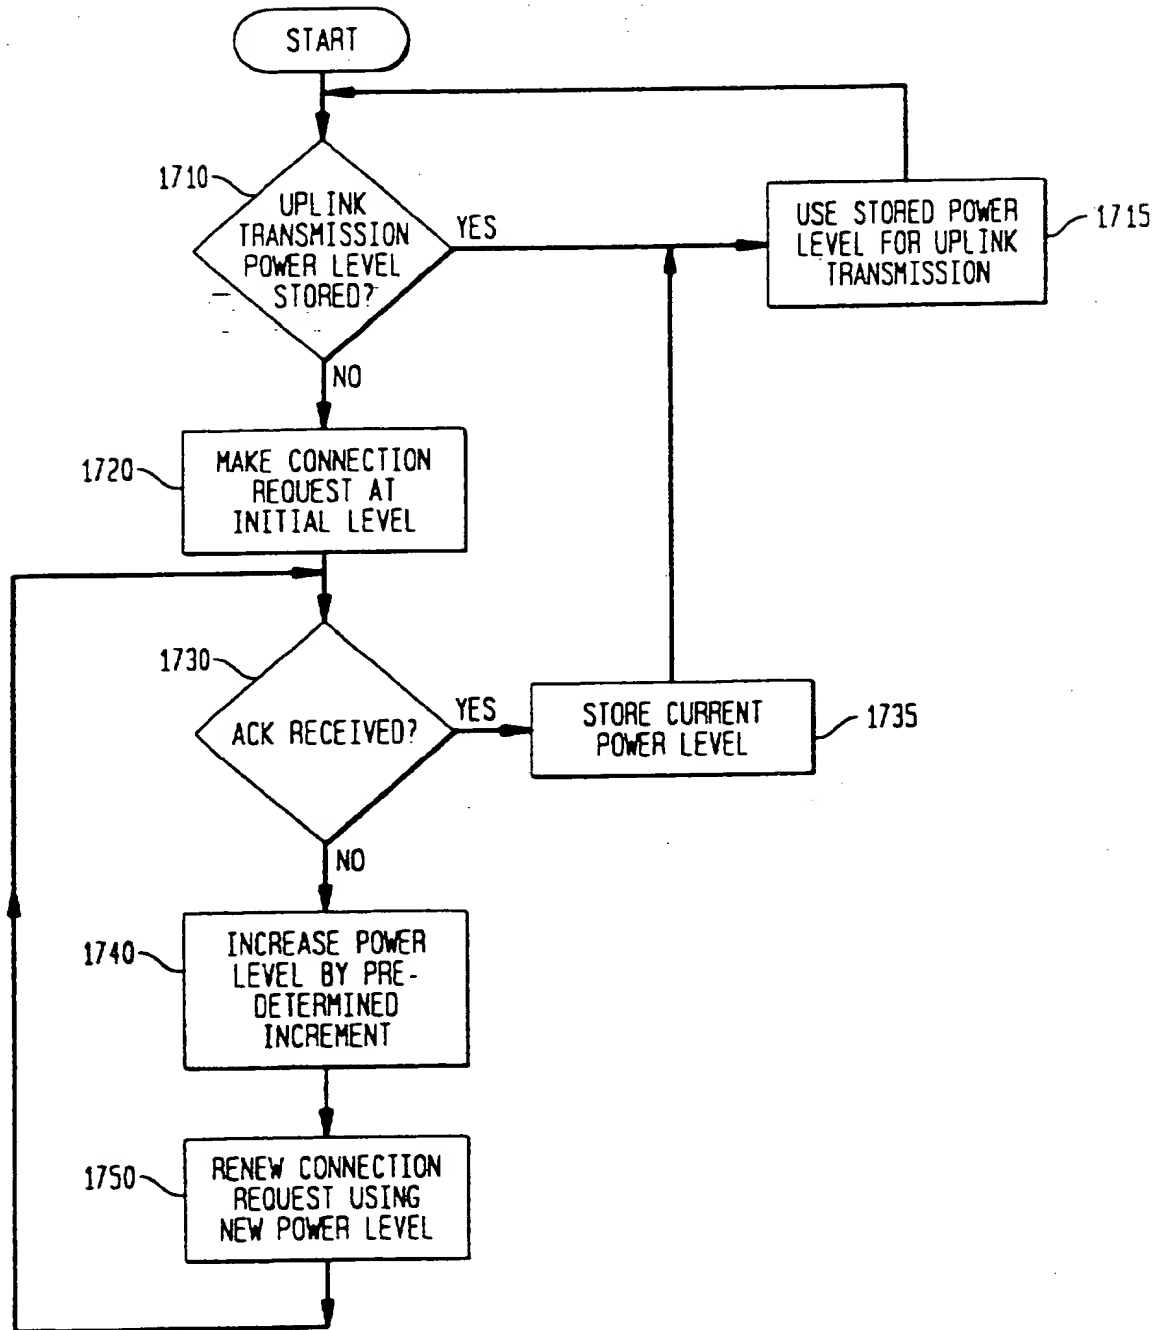 START
1710
UPLINK
TRANSMISSION
POWER LEVEL
STORED?
YES
NO
USE STORED POWER
LEVEL FOR UPLINK
TRANSMISSION
1715
1720
MAKE CONNECTION
REQUEST AT
INITIAL LEVEL
1730
ACK RECEIVED?
YES
NO
STORE CURRENT
POWER LEVEL
1735
1740
INCREASE POWER
LEVEL BY PRE-
DETERMINED
INCREMENT
1750
RENEW CONNECTION
REQUEST USING
NEW POWER LEVEL